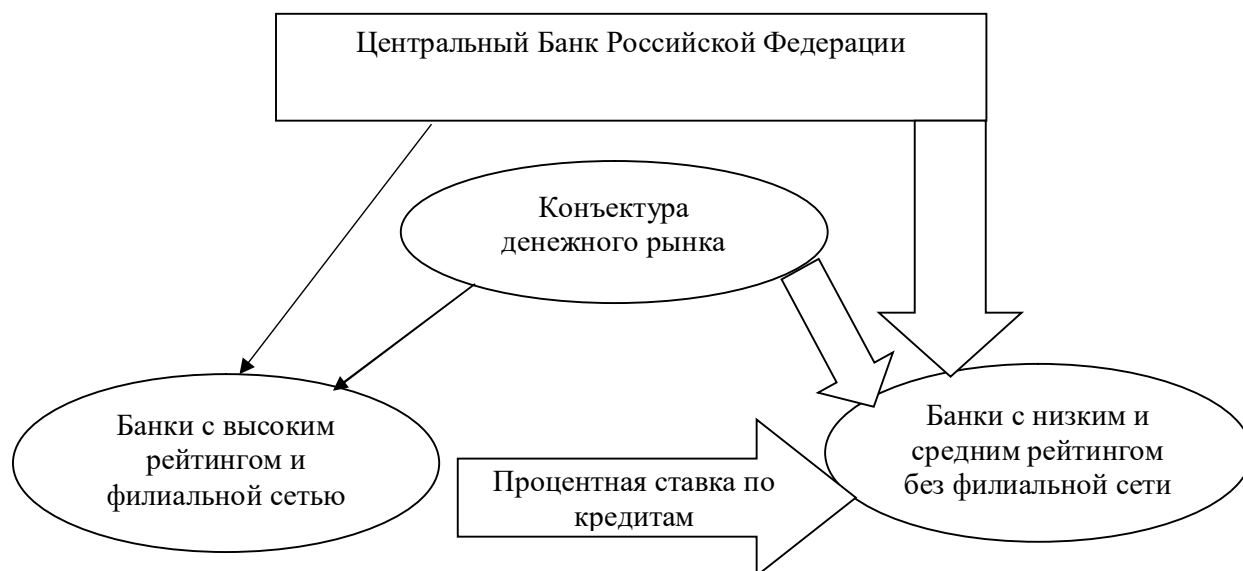 Центральный Банк Российской Федерации
Конъектура
денежного рынка
Банки с высоким
рейтингом и
филиальной сетью
Процентная ставка по
кредитам
Банки с низким и
средним рейтингом
без филиальной сети